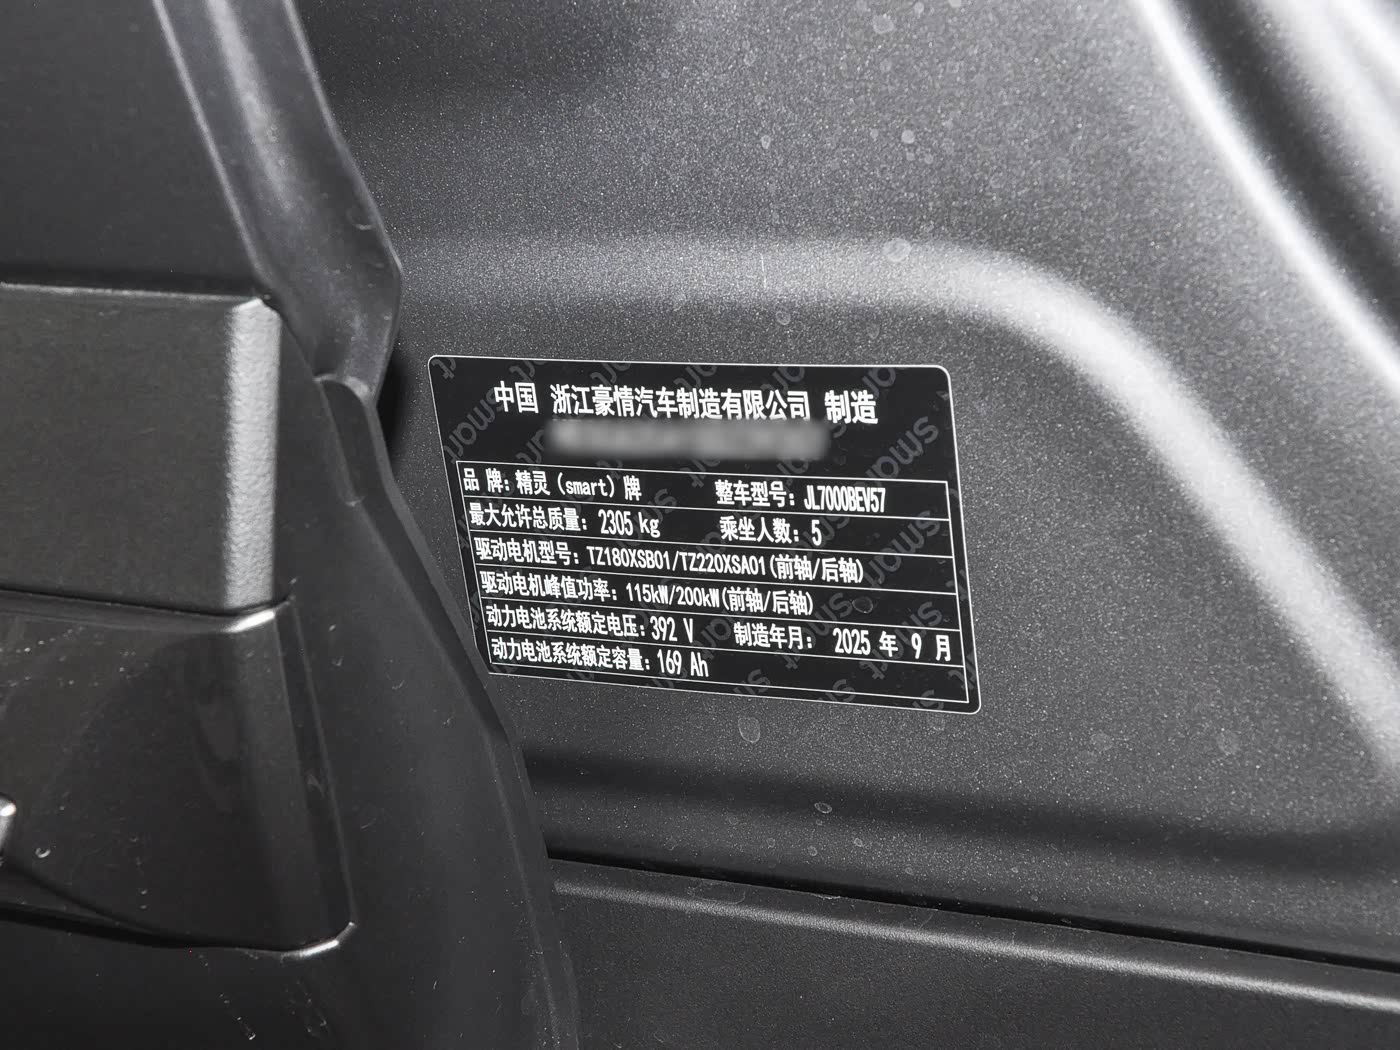 中国 浙江豪情汽车制造有限公司 制造
品 牌: 精灵 (smart) 牌 整车型号: JL7000BEV57
最大允许总质量: 2305 kg 乘坐人数: 5
驱动电机型号: TZ180XSB01/TZ220XSA01(前轴/后轴)
驱动电机峰值功率: 115kW/200kW(前轴/后轴)
动力电池系统额定电压: 392 V 制造年月: 2025 年 9 月
动力电池系统额定容量: 169 Ah